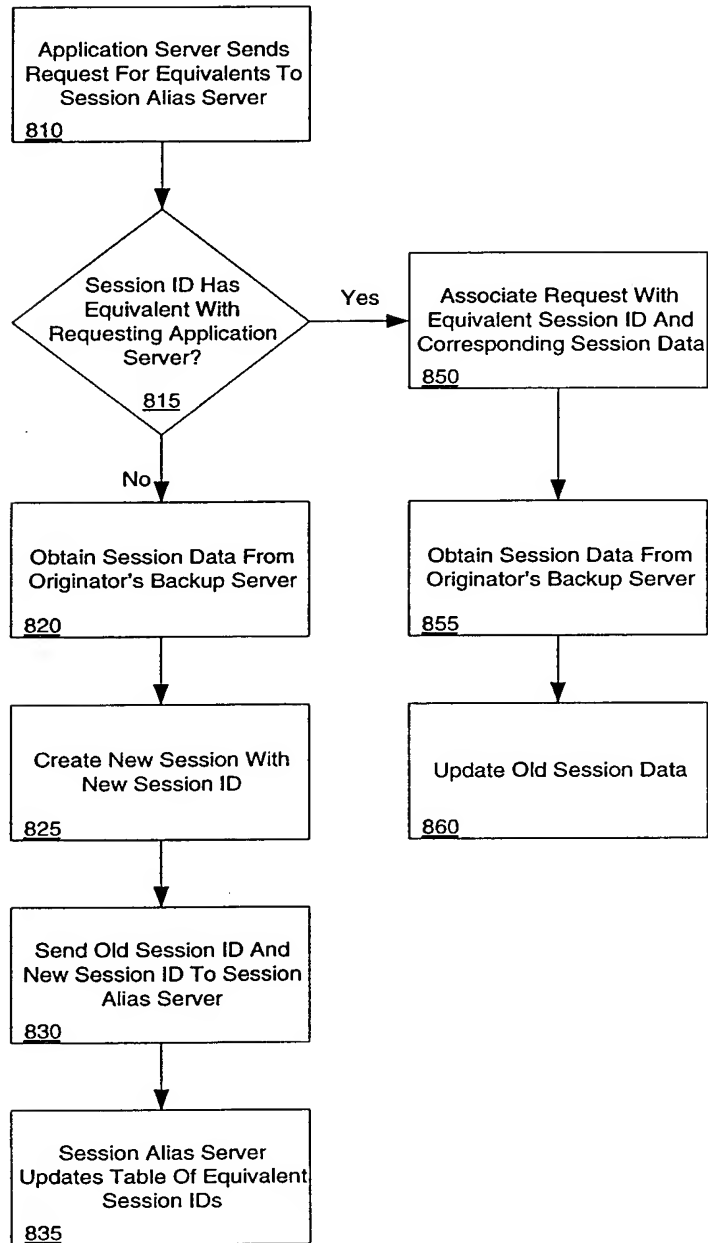 Application Server Sends
Request For Equivalents To
Session Alias Server
810
Session ID Has
Equivalent With
Requesting Application
Server?
815
Yes
No
Associate Request With
Equivalent Session ID And
Corresponding Session Data
850
Obtain Session Data From
Originator's Backup Server
820
Obtain Session Data From
Originator's Backup Server
855
Create New Session With
New Session ID
825
Update Old Session Data
860
Send Old Session ID And
New Session ID To Session
Alias Server
830
Session Alias Server
Updates Table Of Equivalent
Session IDs
835